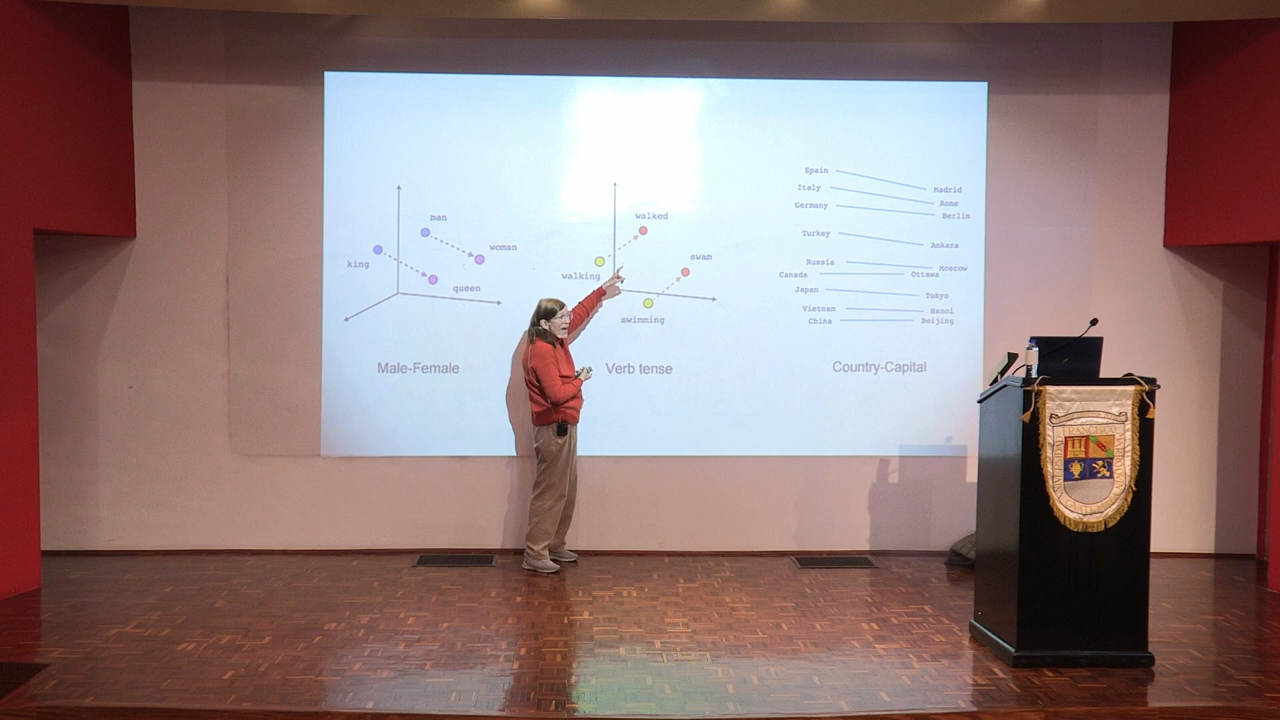 man
woman
king
queen
Male-Female
walked
swam
walking
swimming
Verb tense
Spain
Madrid
Italy
Rome
Germany
Berlin
Turkey
Ankara
Russia
Moscow
Canada
Ottawa
Japan
Tokyo
Vietnam
Hanoi
China
Beijing
Country-Capital
FRANCISCO